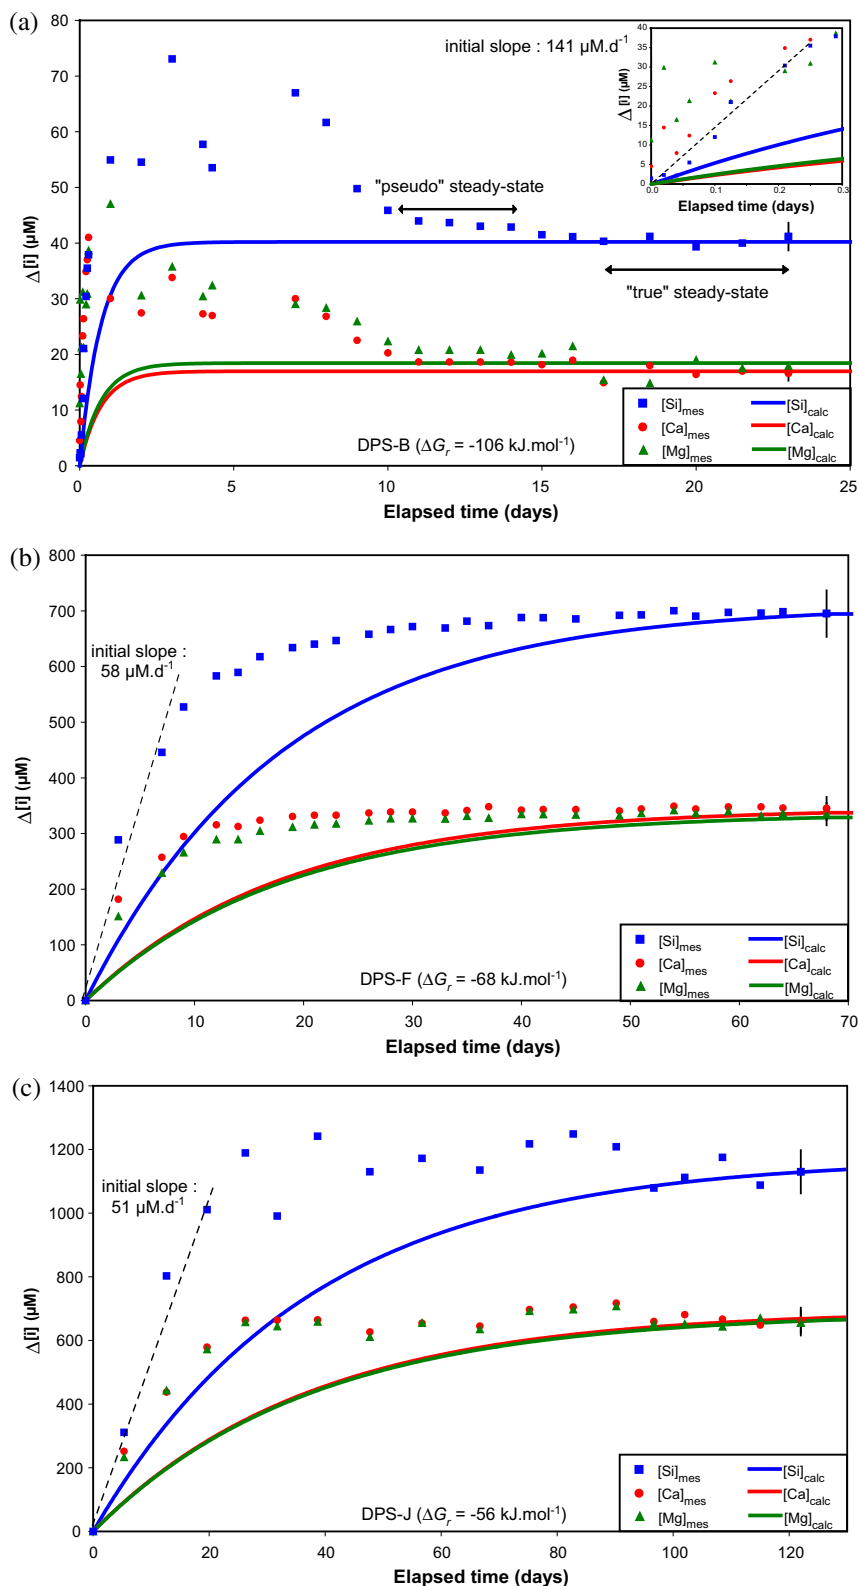 (a)
initial slope : 141 µM.d-1
Δ[i] (µM)
40
35
30
25
20
15
10
5
0
0.0
0.1
0.2
0.3
Elapsed time (days)
Δ[i] (µM)
80
70
60
50
40
30
20
10
0
"pseudo" steady-state
"true" steady-state
[Si]mes
[Si]calc
[Ca]mes
[Ca]calc
[Mg]mes
[Mg]calc
DPS-B (ΔGr = -106 kJ.mol-1)
0
5
10
15
20
25
Elapsed time (days)
(b)
Δ[i] (µM)
800
700
600
500
400
300
200
100
0
initial slope :
58 µM.d-1
[Si]mes
[Si]calc
[Ca]mes
[Ca]calc
[Mg]mes
[Mg]calc
DPS-F (ΔGr = -68 kJ.mol-1)
0
10
20
30
40
50
60
70
Elapsed time (days)
(c)
Δ[i] (µM)
1400
1200
1000
800
600
400
200
0
initial slope :
51 µM.d-1
[Si]mes
[Si]calc
[Ca]mes
[Ca]calc
[Mg]mes
[Mg]calc
DPS-J (ΔGr = -56 kJ.mol-1)
0
20
40
60
80
100
120
Elapsed time (days)